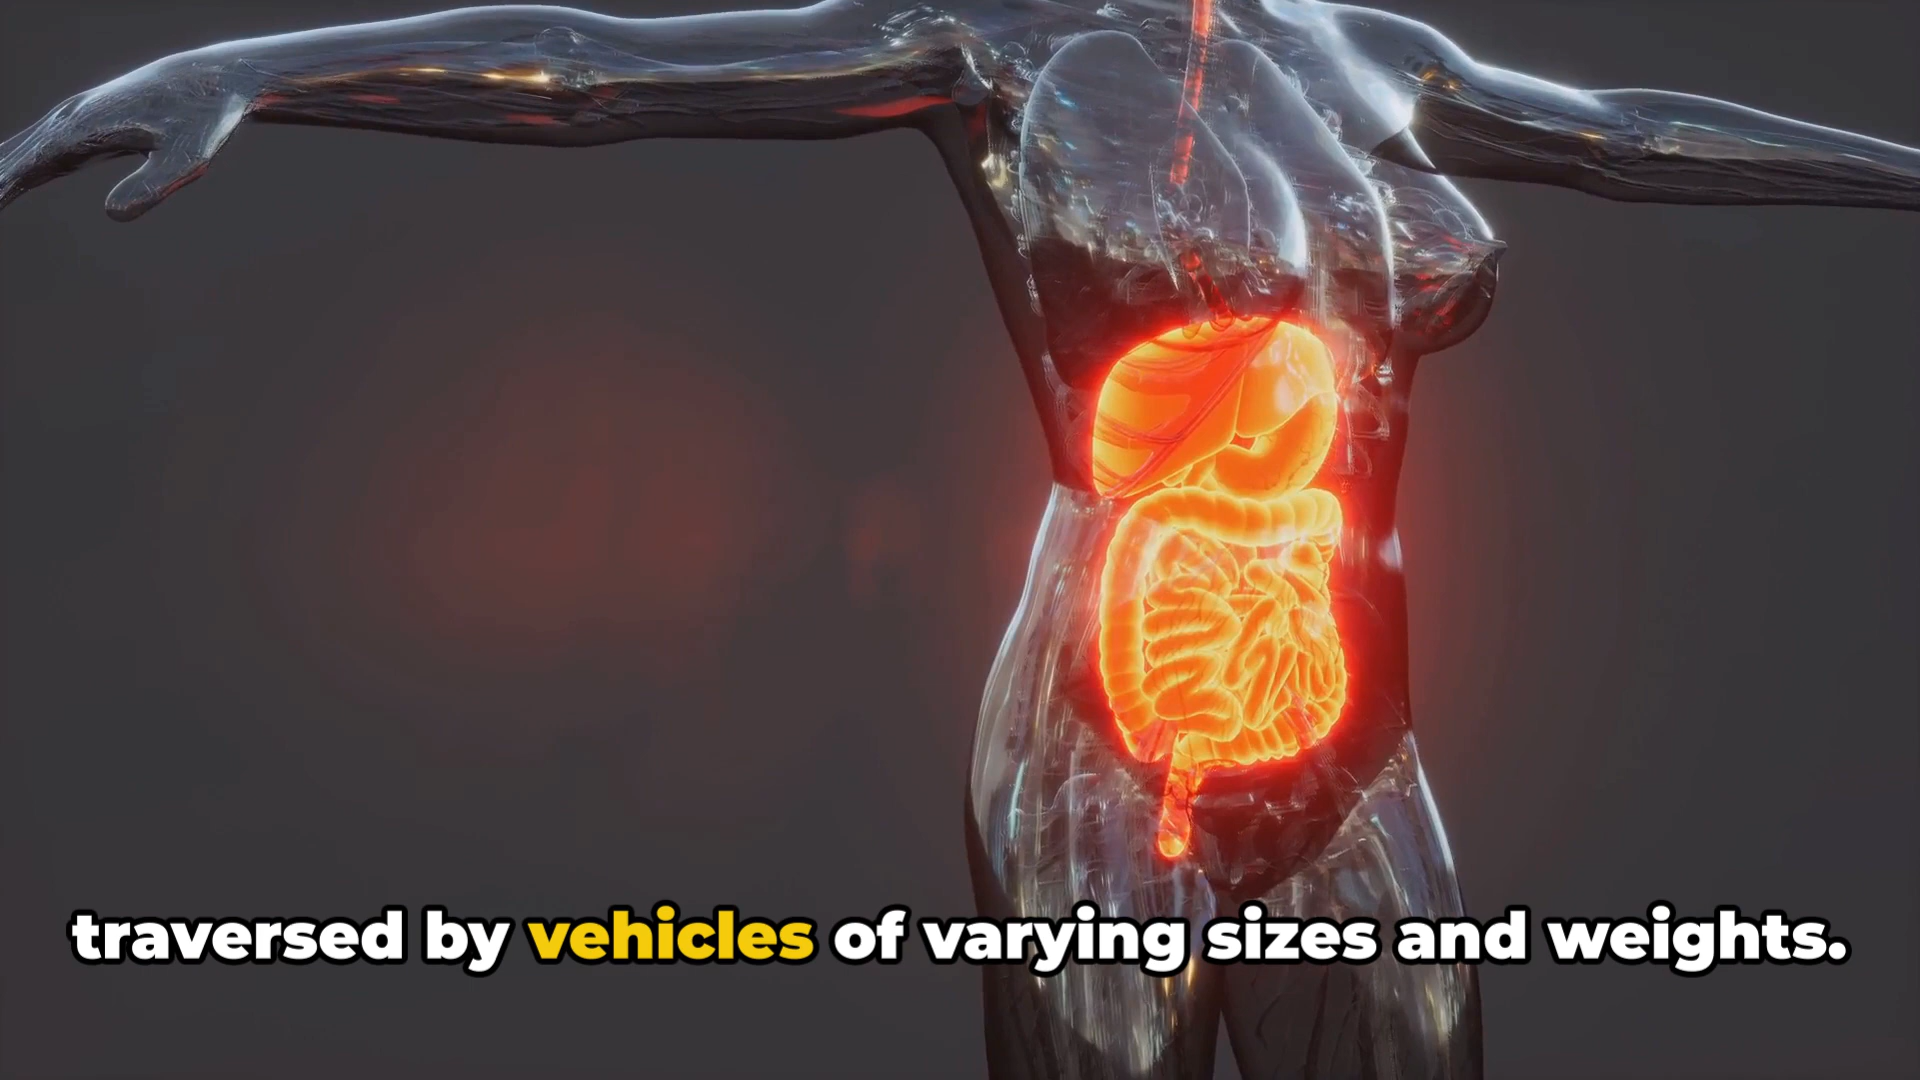 traversed by vehicles of varying sizes and weights.